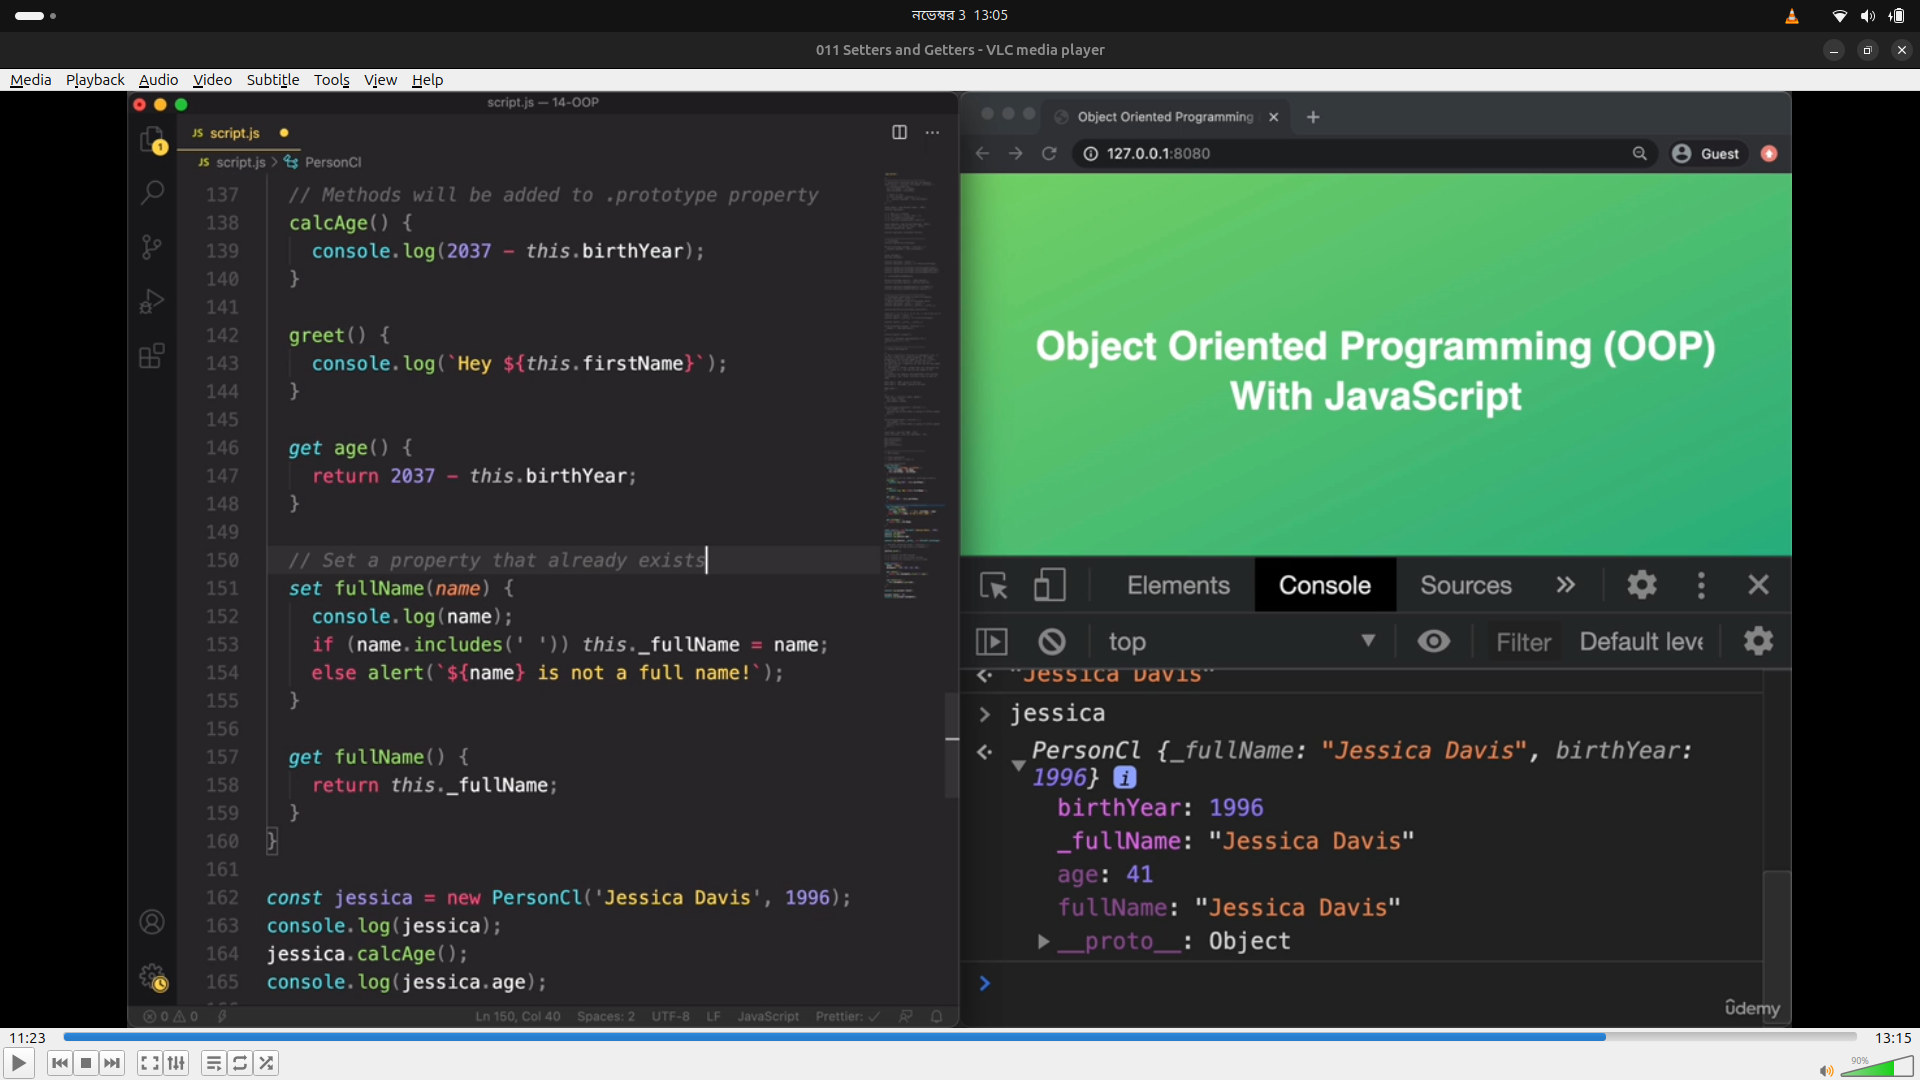 নভেম্বর 3 13:05
011 Setters and Getters - VLC media player
Media Playback Audio Video Subtitle Tools View Help
script.js — 14-OOP
JS script.js
1
JS script.js > PersonCl
137 // Methods will be added to .prototype property
138 calcAge() {
139 console.log(2037 - this.birthYear);
140 }
141
142 greet() {
143 console.log(`Hey ${this.firstName}`);
144 }
145
146 get age() {
147 return 2037 - this.birthYear;
148 }
149
150 // Set a property that already exists
151 set fullName(name) {
152 console.log(name);
153 if (name.includes(' ')) this._fullName = name;
154 else alert(`${name} is not a full name!`);
155 }
156
157 get fullName() {
158 return this._fullName;
159 }
160 }
161
162 const jessica = new PersonCl('Jessica Davis', 1996);
163 console.log(jessica);
164 jessica.calcAge();
165 console.log(jessica.age);
0 0 Ln 150, Col 40 Spaces: 2 UTF-8 LF JavaScript Prettier: ✓
Object Oriented Programming
127.0.0.1:8080 Guest
Object Oriented Programming (OOP)
With JavaScript
Elements Console Sources »
top Filter Default leve
"Jessica Davis"
> jessica
PersonCl {_fullName: "Jessica Davis", birthYear:
1996} i
birthYear: 1996
_fullName: "Jessica Davis"
age: 41
fullName: "Jessica Davis"
__proto__: Object
>
ûdemy
11:23 13:15
90%